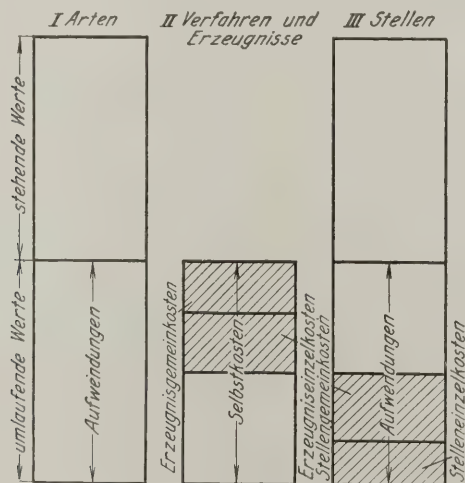 I Arten
II Verfahren und
Erzeugnisse
III Stellen
stehende Werte
umlaufende Werte
Aufwendungen
Erzeugnisgemeinkosten
Selbstkosten
Erzeugniseinzelkosten
Stellengemeinkosten
Aufwendungen
Stelleneinzelkosten